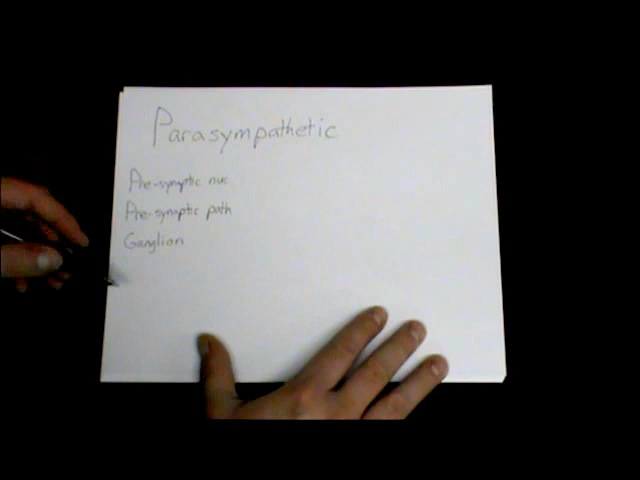 Parasympathetic
Pre-synaptic nuc
Pre-synaptic path
Ganglion